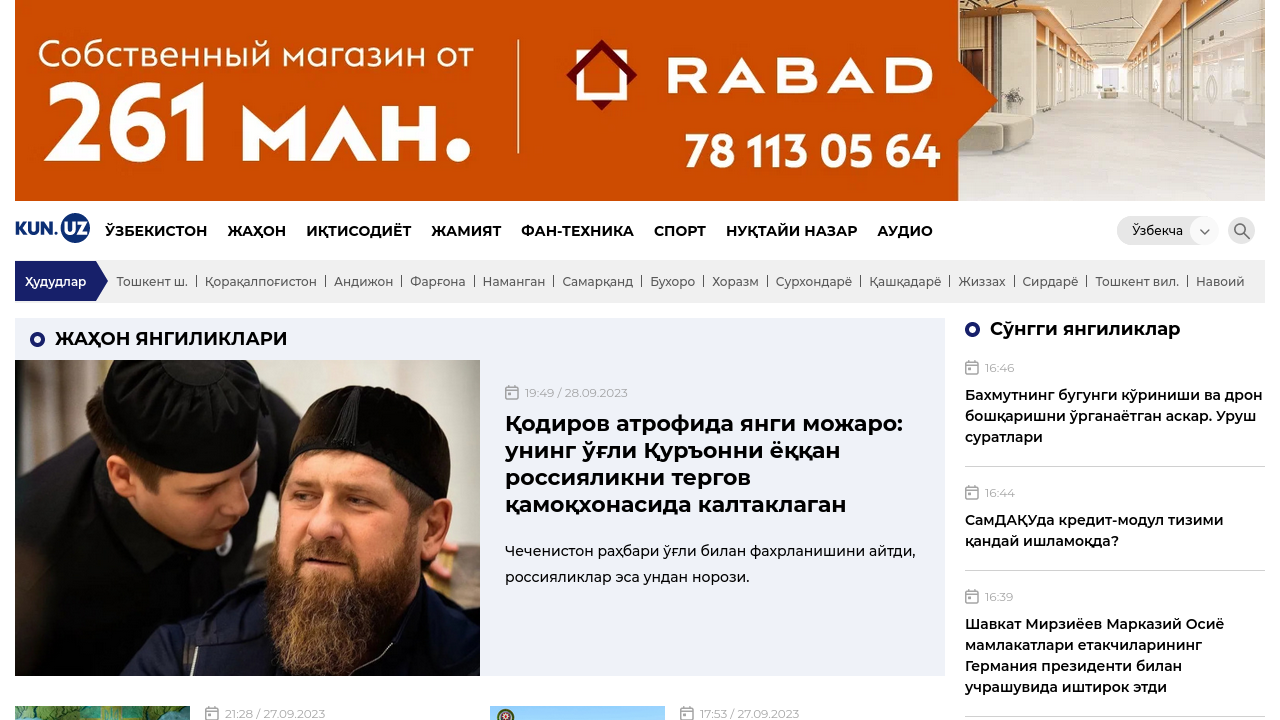 Собственный магазин от
261 млн.
RABAD
78 113 05 64
KUN.UZ
ЎЗБЕКИСТОН ЖАҲОН ИҚТИСОДИЁТ ЖАМИЯТ ФАН-ТЕХНИКА СПОРТ НУҚТАЙИ НАЗАР АУДИО
Ўзбекча
Ҳудудлар
Тошкент ш. | Қорақалпоғистон | Андижон | Фарғона | Наманган | Самарқанд | Бухоро | Хоразм | Сурхондарё | Қашқадарё | Жиззах | Сирдарё | Тошкент вил. | Навоий
ЖАҲОН ЯНГИЛИКЛАРИ
19:49 / 28.09.2023
Қодиров атрофида янги можаро:
унинг ўғли Қуръонни ёққан
россияликни тергов
қамоқхонасида калтаклаган
Чеченистон раҳбари ўғли билан фахрланишини айтди,
россияликлар эса ундан норози.
21:28 / 27.09.2023
17:53 / 27.09.2023
Сўнгги янгиликлар
16:46
Бахмутнинг бугунги кўриниши ва дрон
бошқаришни ўрганаётган аскар. Уруш
суратлари
16:44
СамДАҚУда кредит-модул тизими
қандай ишламоқда?
16:39
Шавкат Мирзиёев Марказий Осиё
мамлакатлари етакчиларининг
Германия президенти билан
учрашувида иштирок этди